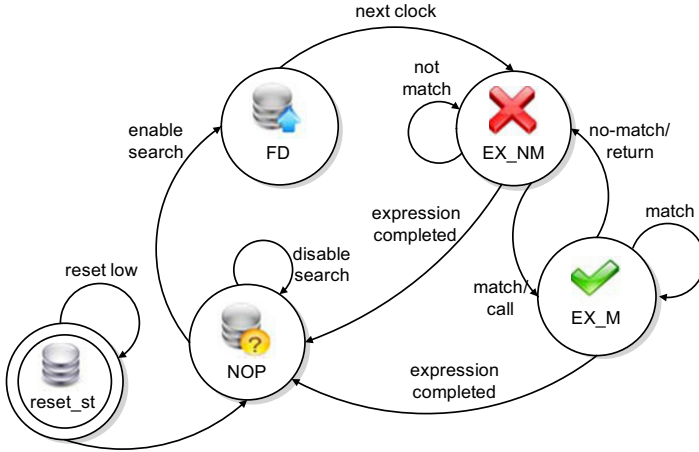 next clock
not
match
enable
search
FD
EX_NM
no-match/
return
expression
completed
match
reset low
disable
search
match/
call
EX_M
?
NOP
reset_st
expression
completed